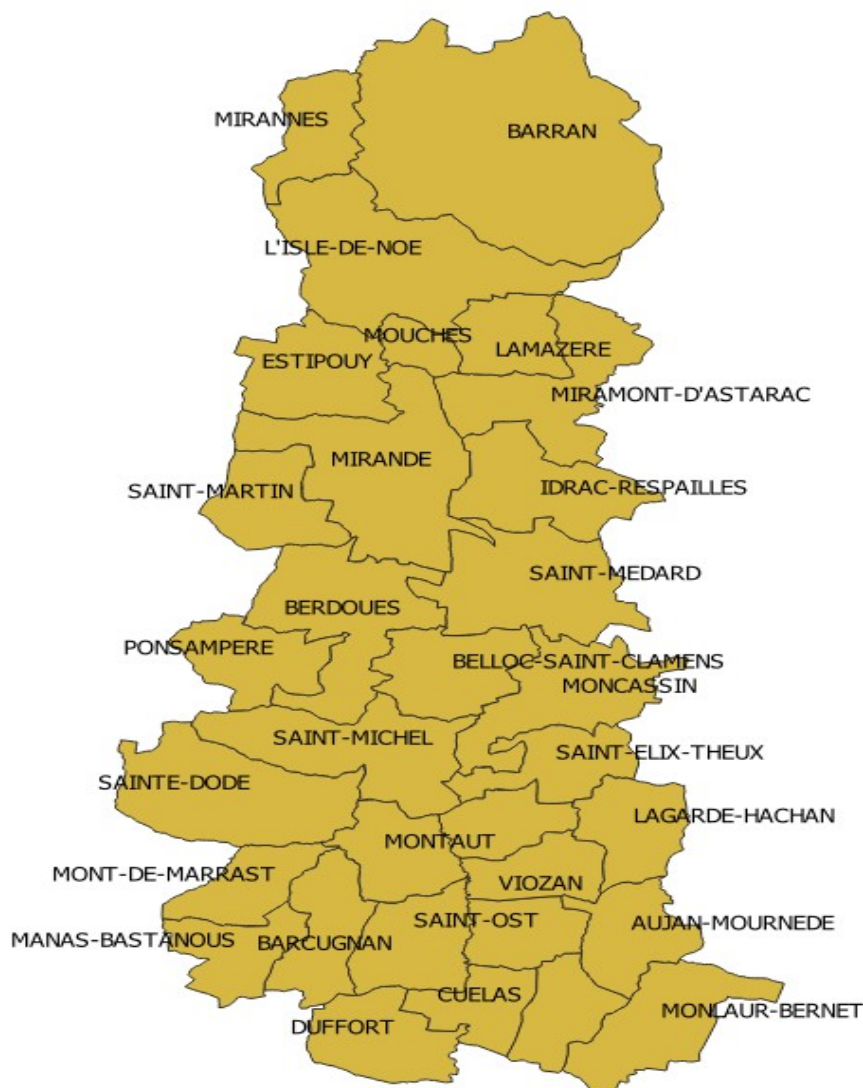 MIRANNES
BARRAN
L'ISLE-DE-NOE
MOUCHES
LAMAZERE
ESTIPOUY
MIRAMONT-D'ASTARAC
MIRANDE
SAINT-MARTIN
IDRAC-RESPAILLES
SAINT-MEDARD
BERDOUES
PONSAMPERE
BELLOC-SAINT-CLAMENS
MONCASSIN
SAINT-MICHEL
SAINT-ELIX-THEUX
SAINTE-DODE
LAGARDE-HACHAN
MONTAUT
MONT-DE-MARRAST
VIOZAN
SAINT-OST
AUJAN-MOURNEDE
MANAS-BASTANOUS
BARCUGNAN
CUELAS
MONLAUR-BERNET
DUFFORT